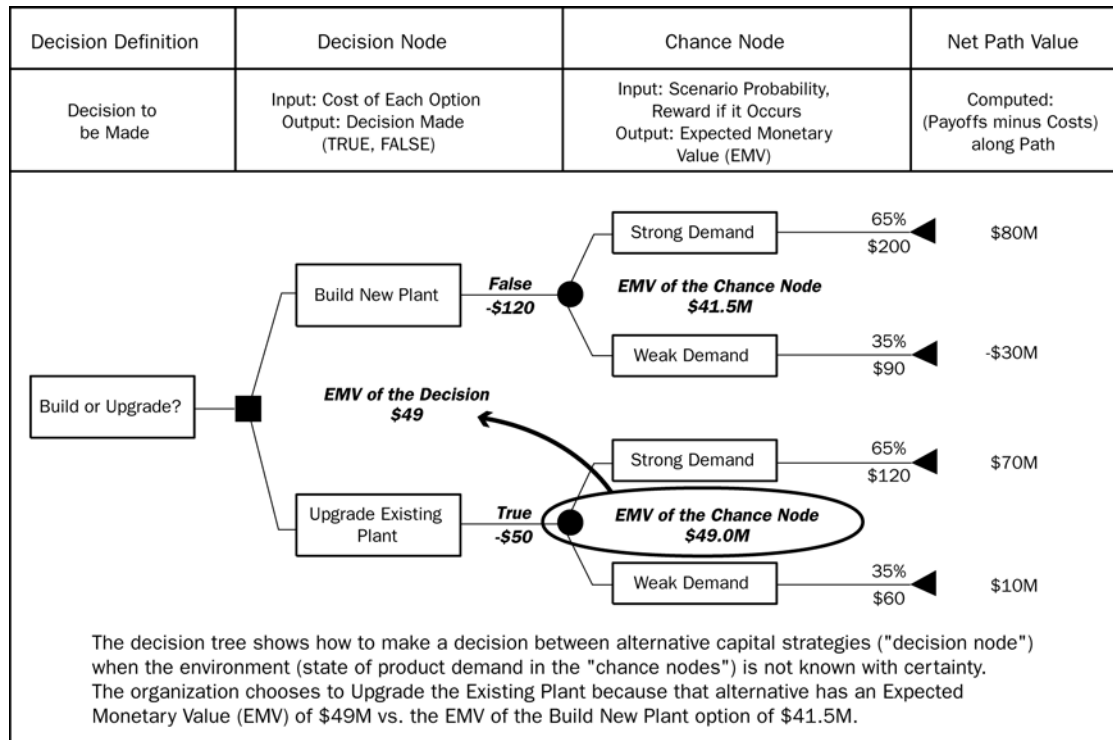 Decision Definition
Decision Node
Chance Node
Net Path Value
Decision to
be Made
Input: Cost of Each Option
Output: Decision Made
(TRUE, FALSE)
Input: Scenario Probability,
Reward if it Occurs
Output: Expected Monetary
Value (EMV)
Computed:
(Payoffs minus Costs)
along Path
Build or Upgrade?
Build New Plant
False
-$120
Strong Demand
65%
$200
$80M
EMV of the Chance Node
$41.5M
Weak Demand
35%
$90
-$30M
EMV of the Decision
$49
Upgrade Existing
Plant
True
-$50
Strong Demand
65%
$120
$70M
EMV of the Chance Node
$49.0M
Weak Demand
35%
$60
$10M
The decision tree shows how to make a decision between alternative capital strategies ("decision node")
when the environment (state of product demand in the "chance nodes") is not known with certainty.
The organization chooses to Upgrade the Existing Plant because that alternative has an Expected
Monetary Value (EMV) of $49M vs. the EMV of the Build New Plant option of $41.5M.